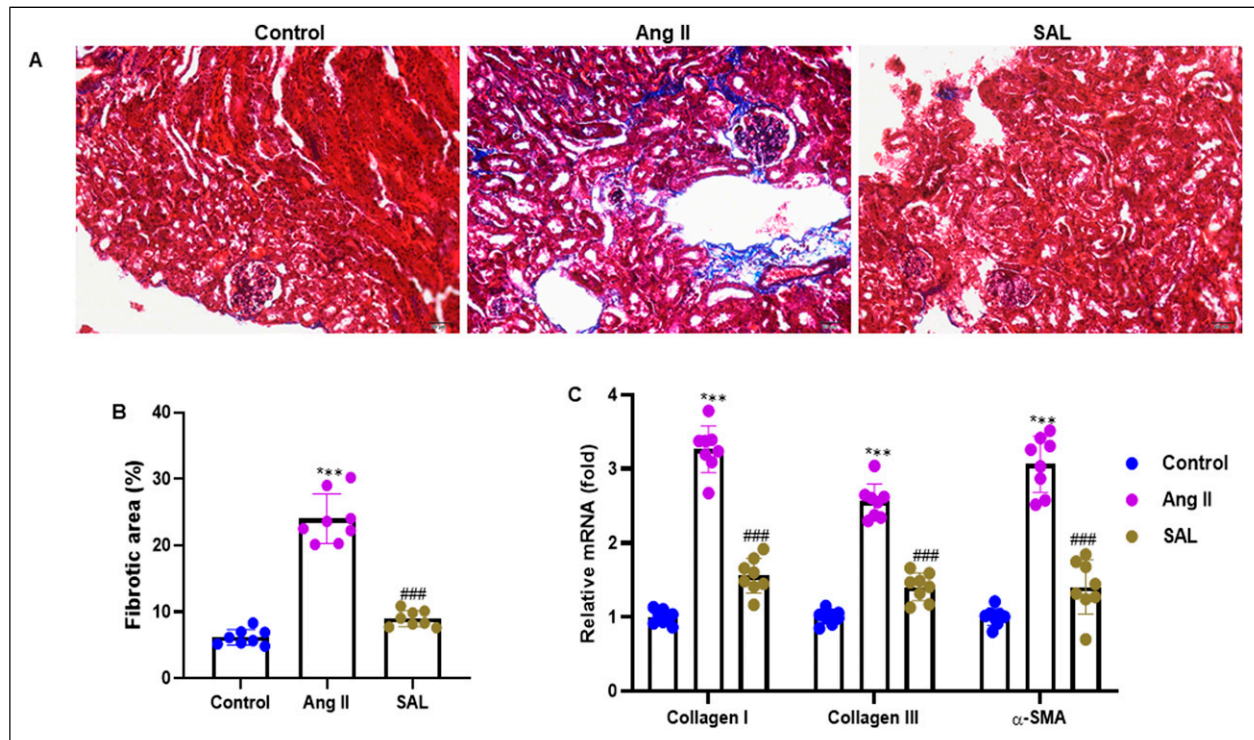 Control Ang II SAL
A
B
Fibrotic area (%)
40
30
20
10
0
***
###
Control Ang II SAL
C
Relative mRNA (fold)
4
3
2
1
0
*** *** ***
### ### ###
Collagen I Collagen III α-SMA
Control
Ang II
SAL